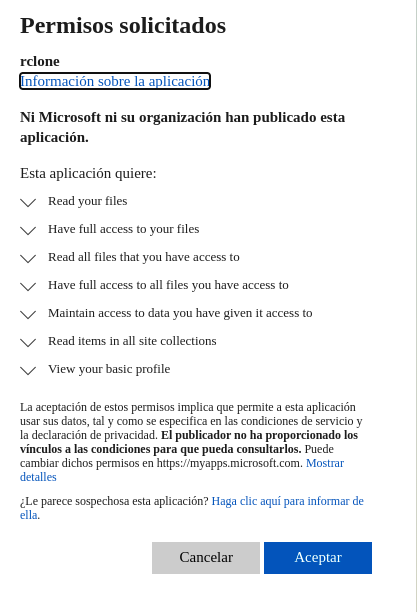 Permisos solicitados
rclone
Información sobre la aplicación
Ni Microsoft ni su organización han publicado esta
aplicación.
Esta aplicación quiere:
Read your files
Have full access to your files
Read all files that you have access to
Have full access to all files you have access to
Maintain access to data you have given it access to
Read items in all site collections
View your basic profile
La aceptación de estos permisos implica que permite a esta aplicación
usar sus datos, tal y como se especifica en las condiciones de servicio y
la declaración de privacidad. El publicador no ha proporcionado los
vínculos a las condiciones para que pueda consultarlos. Puede
cambiar dichos permisos en https://myapps.microsoft.com. Mostrar
detalles
¿Le parece sospechosa esta aplicación? Haga clic aquí para informar de
ella.
Cancelar Aceptar